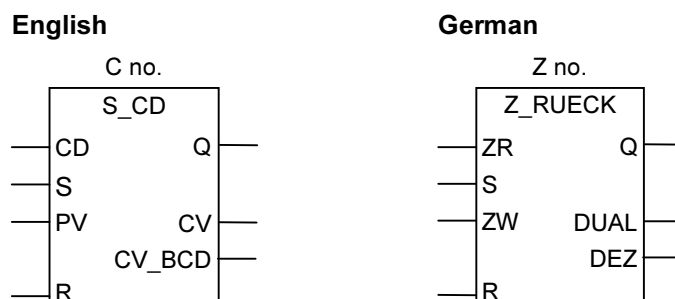 English
C no.
S_CD
CD Q
S
PV CV
CV_BCD
R
German
Z no.
Z_RUECK
ZR Q
S
ZW DUAL
DEZ
R